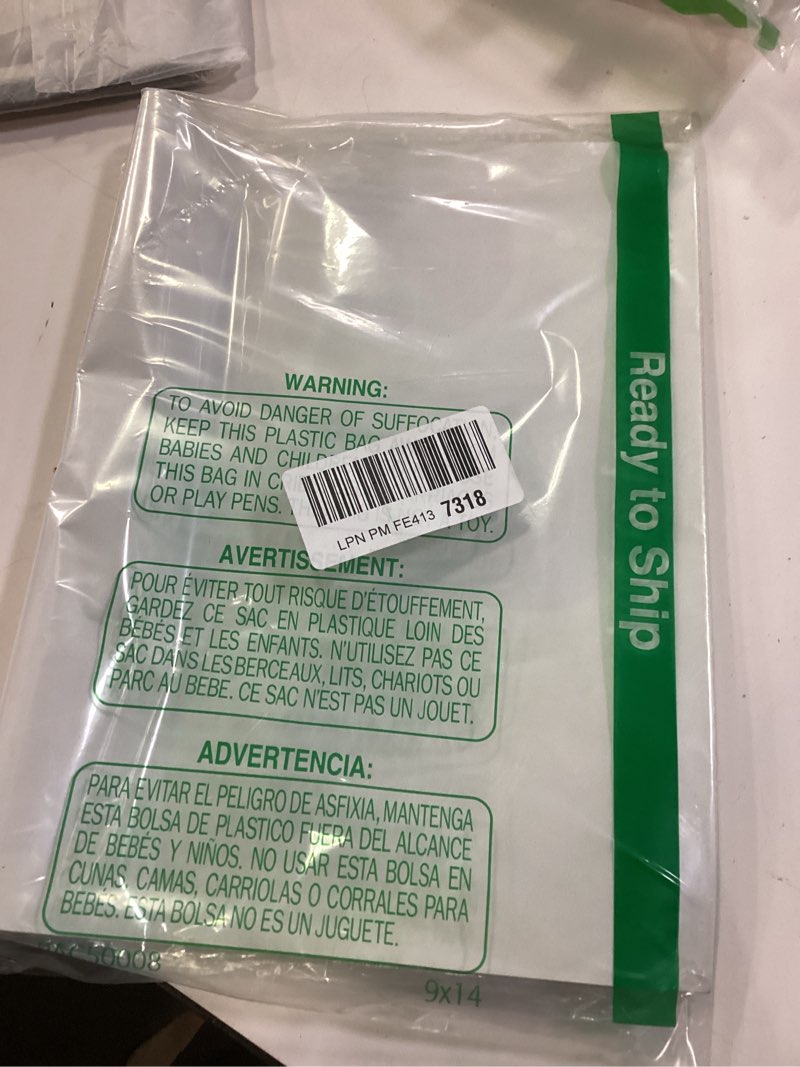 WARNING:
TO AVOID DANGER OF
KEEP THIS PLASTIC BAG
BABIES AND
THIS BAG IN
OR PLAY PENS.
TOY.
LPN PM FE413 7318
AVERTISSEMENT:
POUR ÉVITER TOUT RISQUE D'ÉTOUFFEMENT,
GARDEZ CE SAC EN PLASTIQUE LOIN DES
BÉBÉS ET LES ENFANTS. N'UTILISEZ PAS CE
SAC DANS LES BERCEAUX, LITS, CHARIOTS OU
PARC AU BEBE. CE SAC N'EST PAS UN JOUET.
ADVERTENCIA:
PARA EVITAR EL PELIGRO DE ASFIXIA, MANTENGA
ESTA BOLSA DE PLASTICO FUERA DEL ALCANCE
DE BEBÉS Y NIÑOS. NO USAR ESTA BOLSA EN
CUNAS, CAMAS, CARRIOLAS O CORRALES PARA
BEBÉS. ESTA BOLSA NO ES UN JUGUETE.
50008
9x14
Ready to Ship